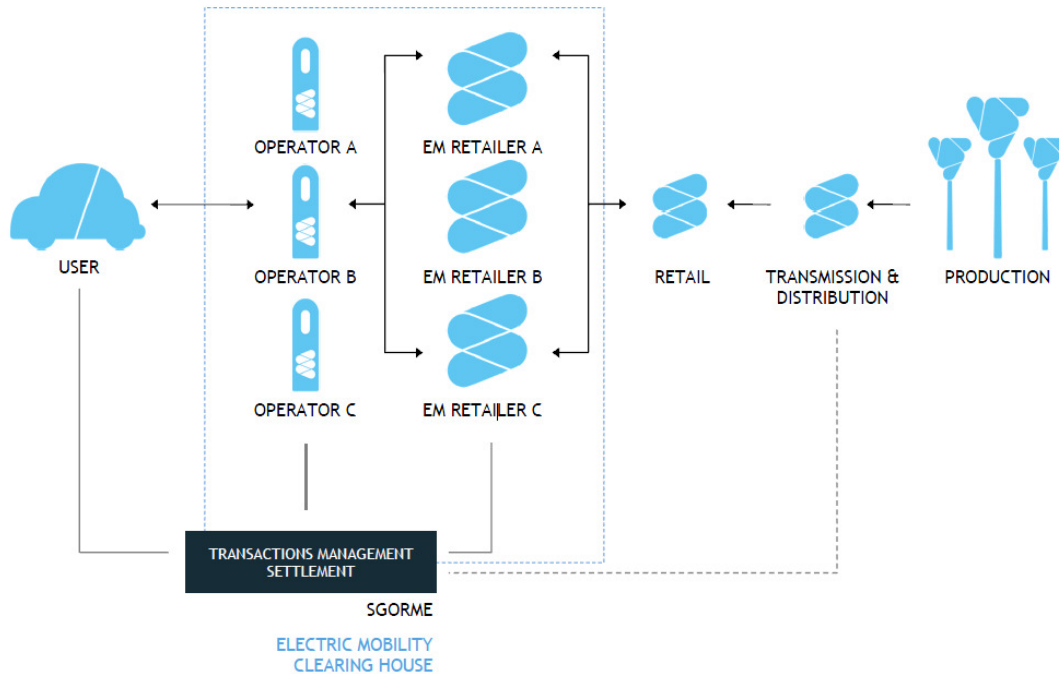 OPERATOR A
EM RETAILER A
USER
OPERATOR B
EM RETAILER B
RETAIL
TRANSMISSION &
DISTRIBUTION
PRODUCTION
OPERATOR C
EM RETAILER C
TRANSACTIONS MANAGEMENT
SETTLEMENT
SGORME
ELECTRIC MOBILITY
CLEARING HOUSE